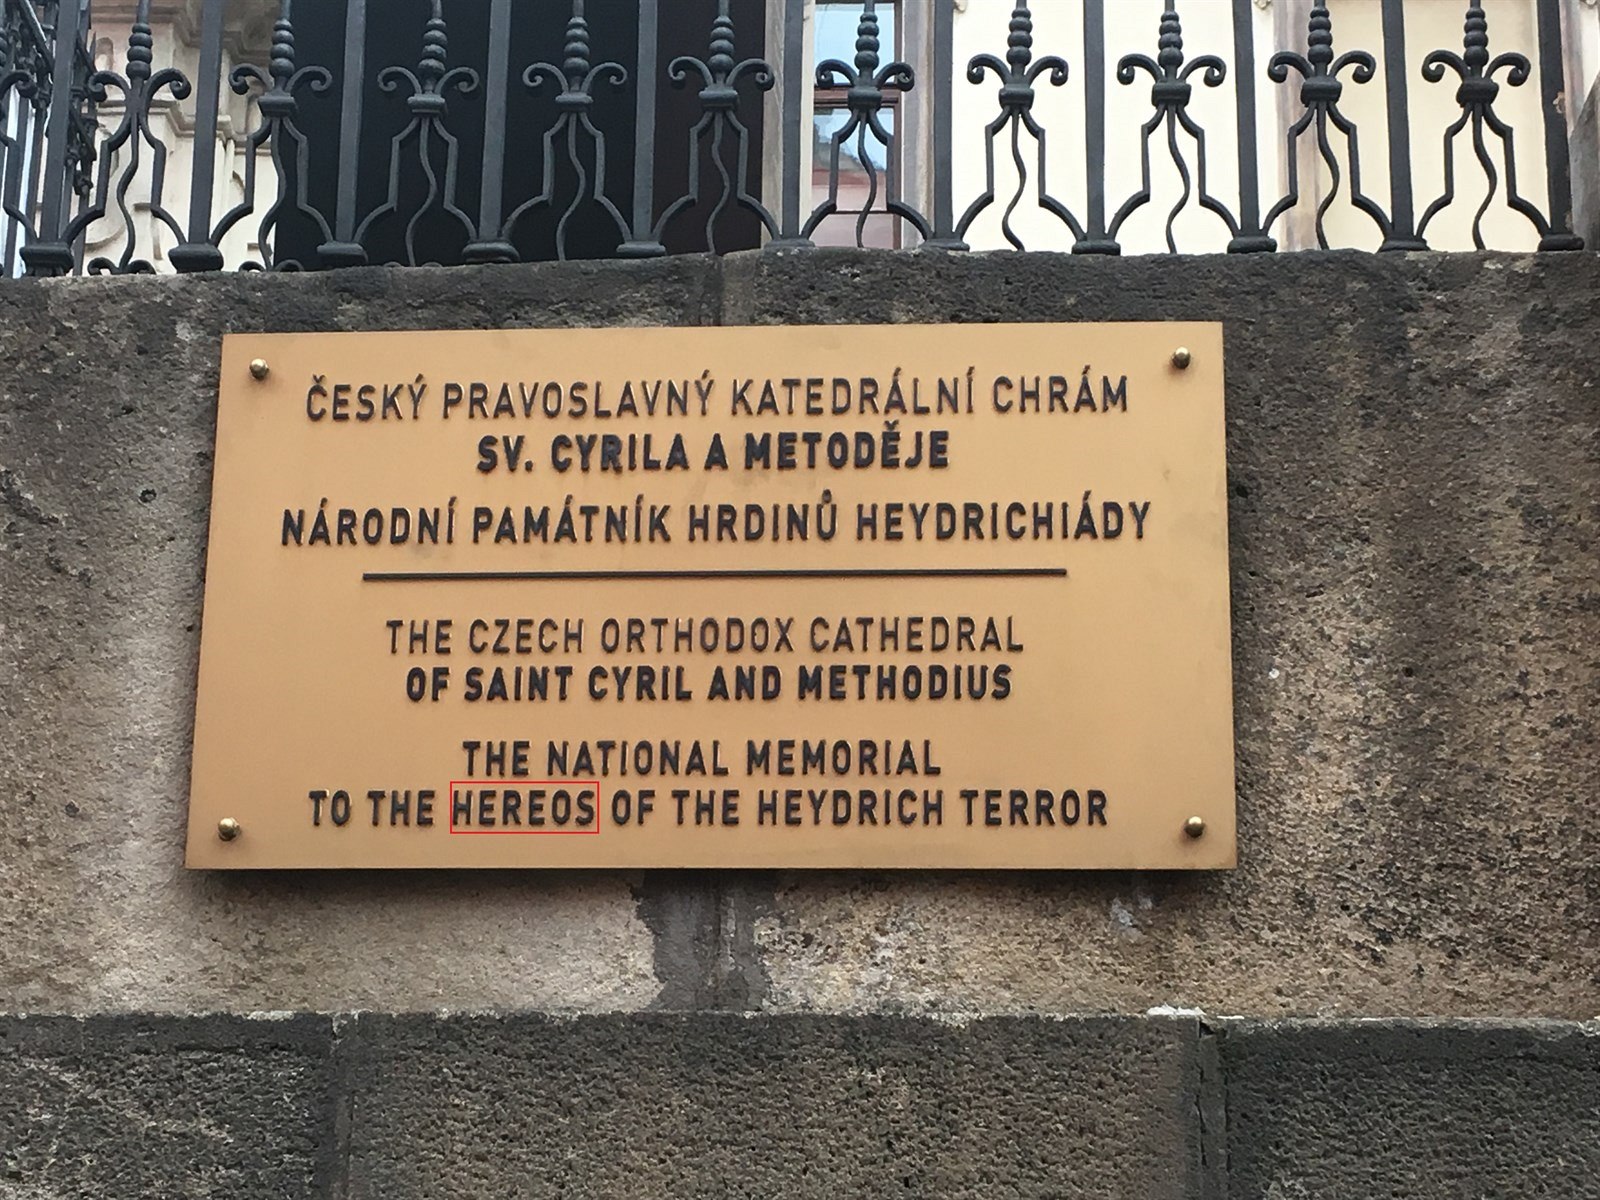 ČESKÝ PRAVOSLAVNÝ KATEDRÁLNÍ CHRÁM
SV. CYRILA A METODĚJE
NÁRODNÍ PAMÁTNÍK HRDINŮ HEYDRICHIÁDY
THE CZECH ORTHODOX CATHEDRAL
OF SAINT CYRIL AND METHODIUS
THE NATIONAL MEMORIAL
TO THE HEREOS OF THE HEYDRICH TERROR